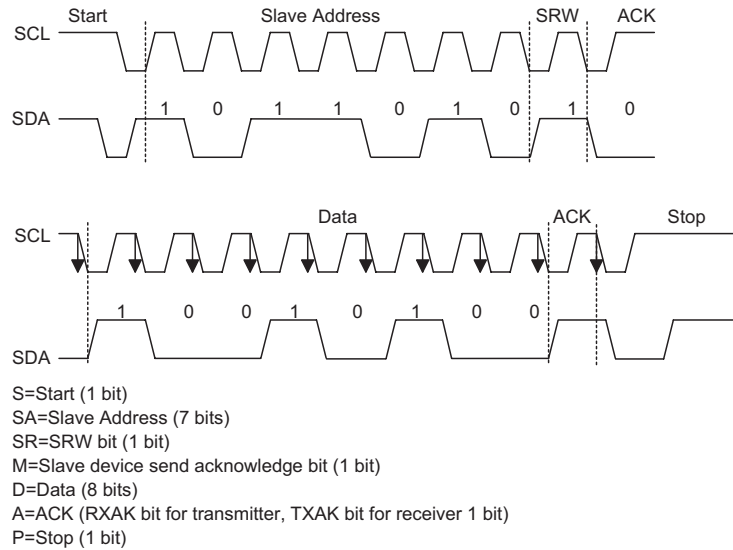 Start Slave Address SRW ACK
SCL
1 0 1 1 0 1 0 1 0
SDA
Data ACK Stop
SCL
1 0 0 1 0 1 0 0
SDA
S=Start (1 bit)
SA=Slave Address (7 bits)
SR=SRW bit (1 bit)
M=Slave device send acknowledge bit (1 bit)
D=Data (8 bits)
A=ACK (RXAK bit for transmitter, TXAK bit for receiver 1 bit)
P=Stop (1 bit)